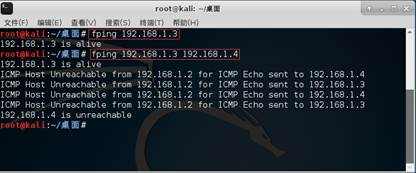 root@kali: ~/桌面
文件(F) 编辑(E) 查看(V) 搜索(S) 终端(T) 帮助(H)
root@kali:~/桌面# fping 192.168.1.3
192.168.1.3 is alive
root@kali:~/桌面# fping 192.168.1.3 192.168.1.4
192.168.1.3 is alive
ICMP Host Unreachable from 192.168.1.2 for ICMP Echo sent to 192.168.1.4
ICMP Host Unreachable from 192.168.1.2 for ICMP Echo sent to 192.168.1.3
ICMP Host Unreachable from 192.168.1.2 for ICMP Echo sent to 192.168.1.4
ICMP Host Unreachable from 192.168.1.2 for ICMP Echo sent to 192.168.1.3
192.168.1.4 is unreachable
root@kali:~/桌面#